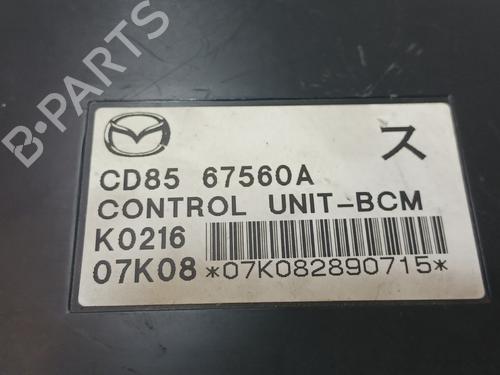 B-PARTS
ス
CD85 67560A
CONTROL UNIT-BCM
K0216
07K08 *07K082890715*